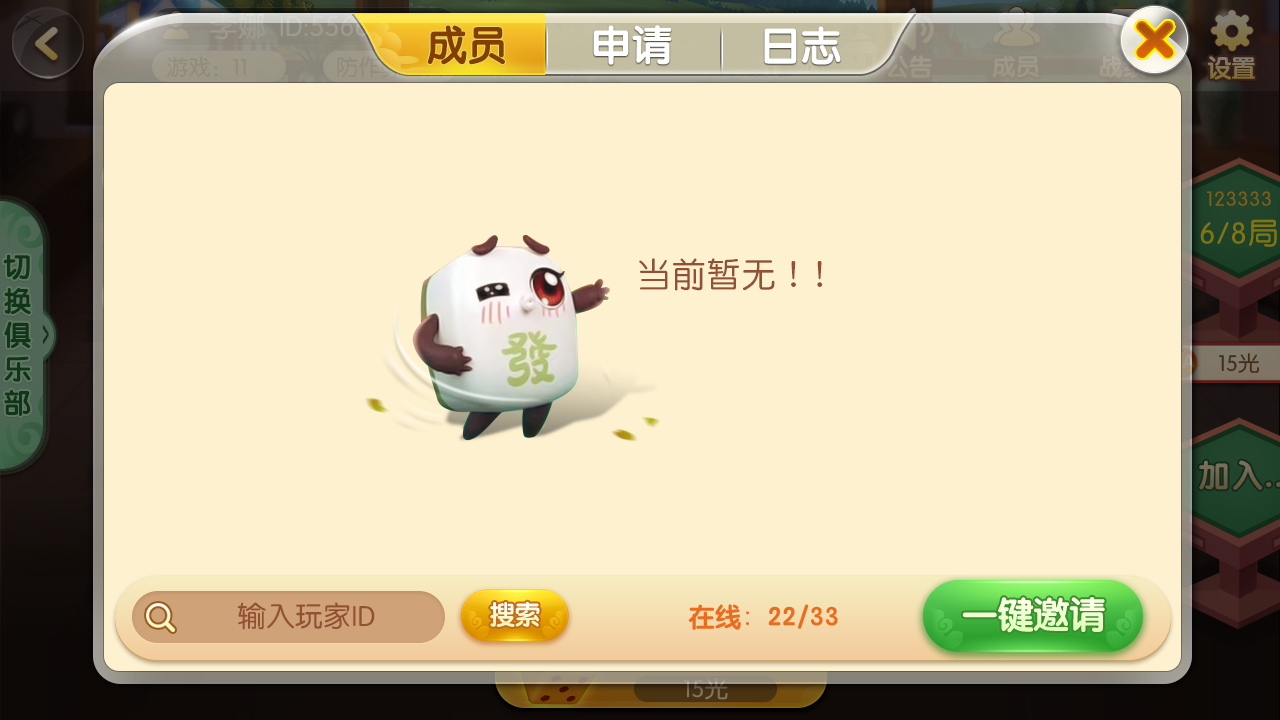 李娜 ID:556
成员
申请
日志
设置
游戏：11
防作
公告
成员
战
123333
6/8局
切换俱乐部
当前暂无！！
發
15光
加入..
输入玩家ID
搜索
在线：22/33
一键邀请
15光